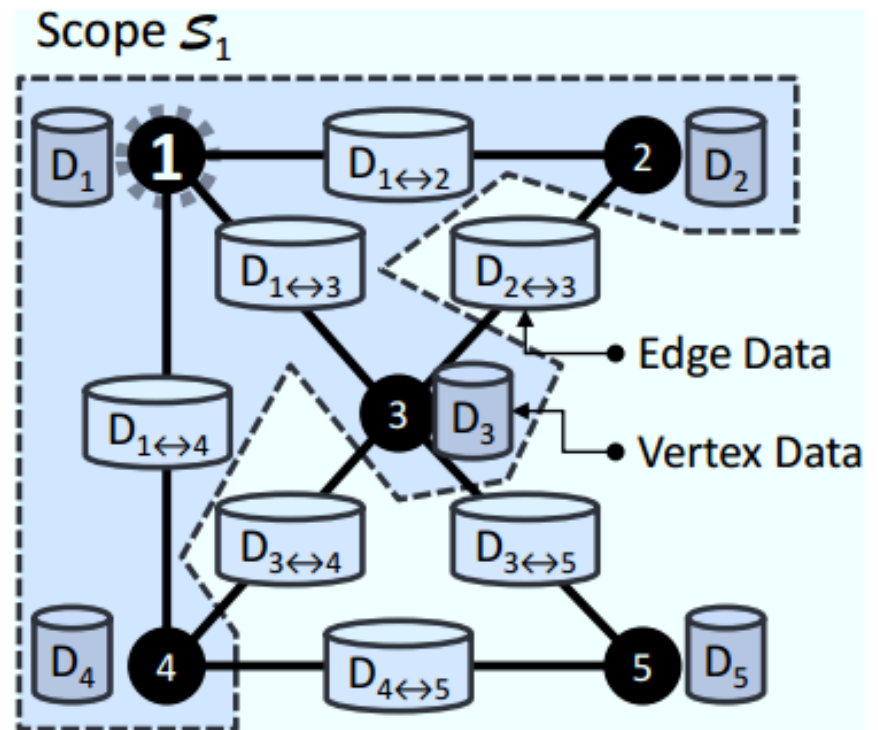 Scope 𝓢₁
D₁
1
D₁↔₂
2
D₂
D₁↔₃
D₂↔₃
Edge Data
D₁↔₄
3
D₃
Vertex Data
D₃↔₄
D₃↔₅
D₄
4
D₄↔₅
5
D₅